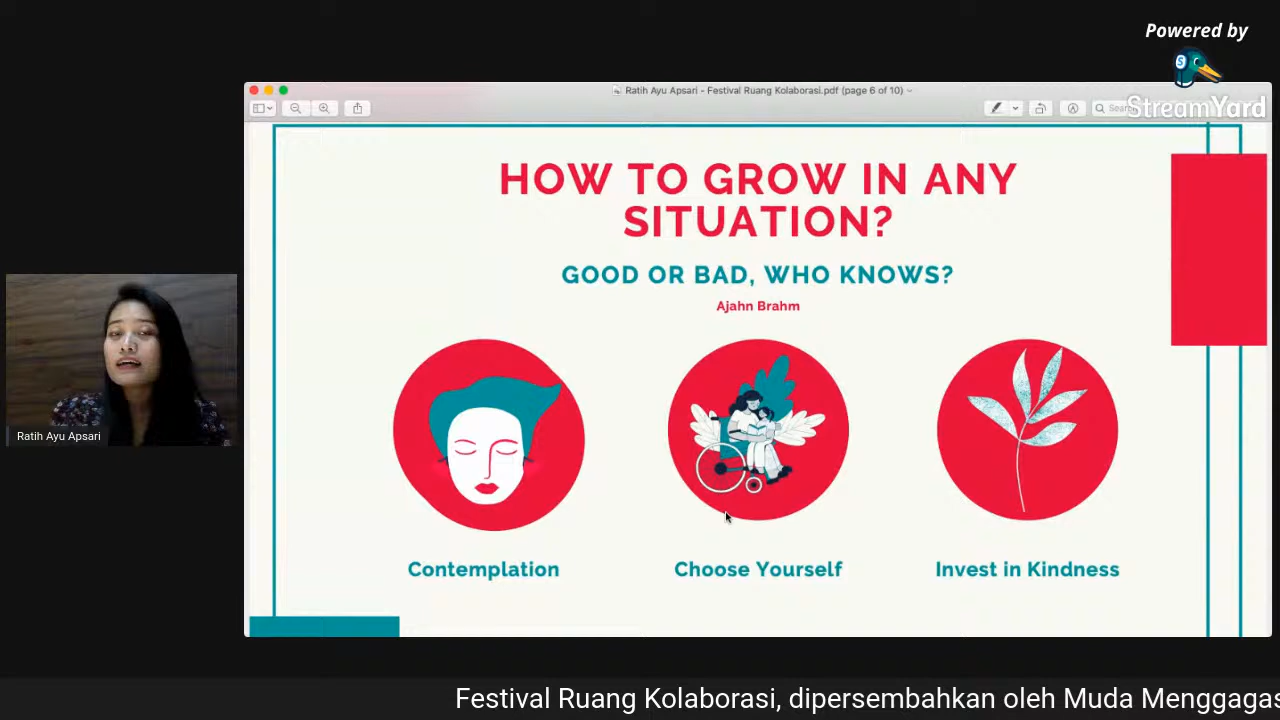 Powered by
StreamYard
Ratih Ayu Apsari - Festival Ruang Kolaborasi.pdf (page 6 of 10)
HOW TO GROW IN ANY
SITUATION?
GOOD OR BAD, WHO KNOWS?
Ajahn Brahm
Contemplation
Choose Yourself
Invest in Kindness
Ratih Ayu Apsari
Festival Ruang Kolaborasi, dipersembahkan oleh Muda Menggagas